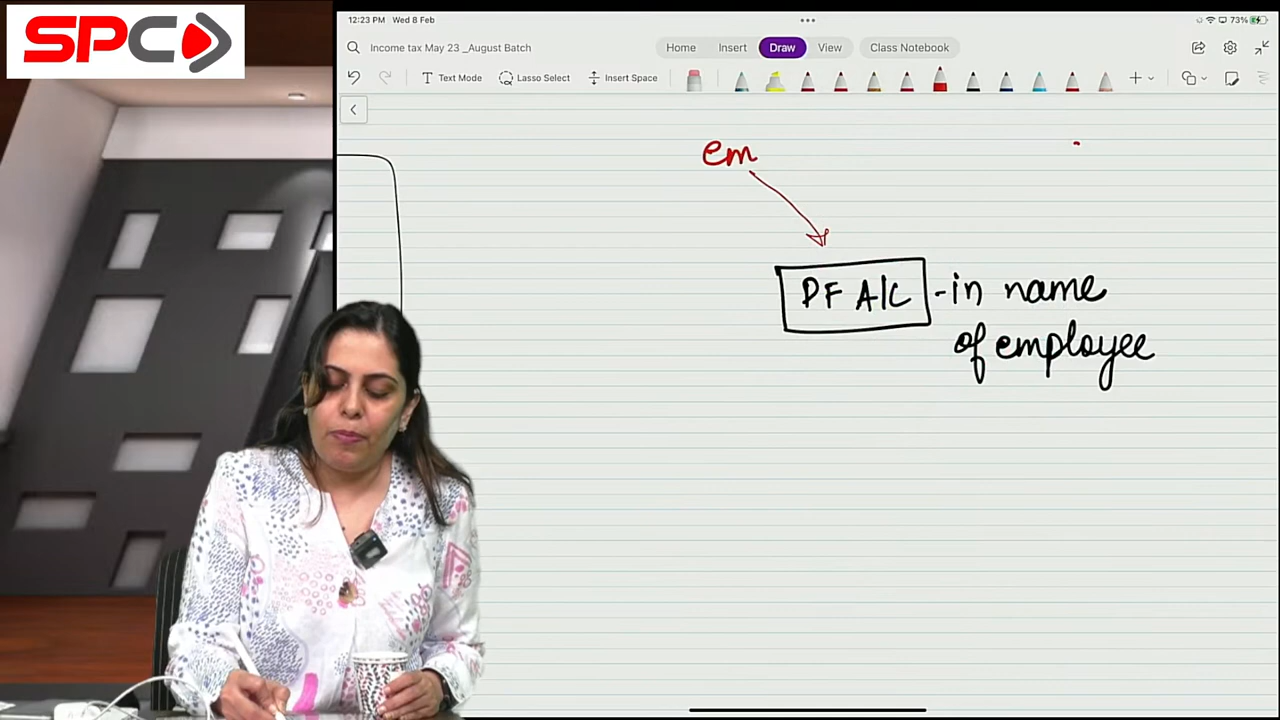 SPC
12:23 PM Wed 8 Feb
73%
Income tax May 23 _August Batch
Home Insert Draw View Class Notebook
Text Mode Lasso Select Insert Space
em
PF A/C - in name
of employee